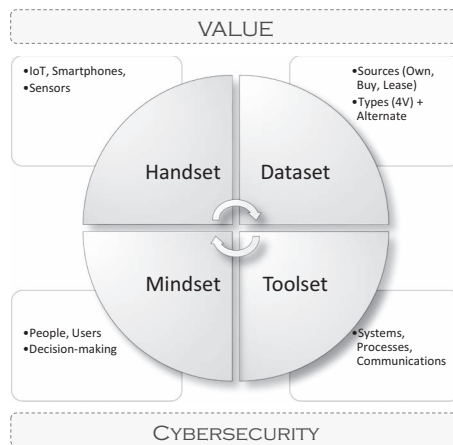 VALUE
•IoT, Smartphones,
•Sensors
•Sources (Own,
Buy, Lease)
•Types (4V) +
Alternate
Handset
Dataset
Mindset
Toolset
•People, Users
•Decision-making
•Systems,
Processes,
Communications
CYBERSECURITY